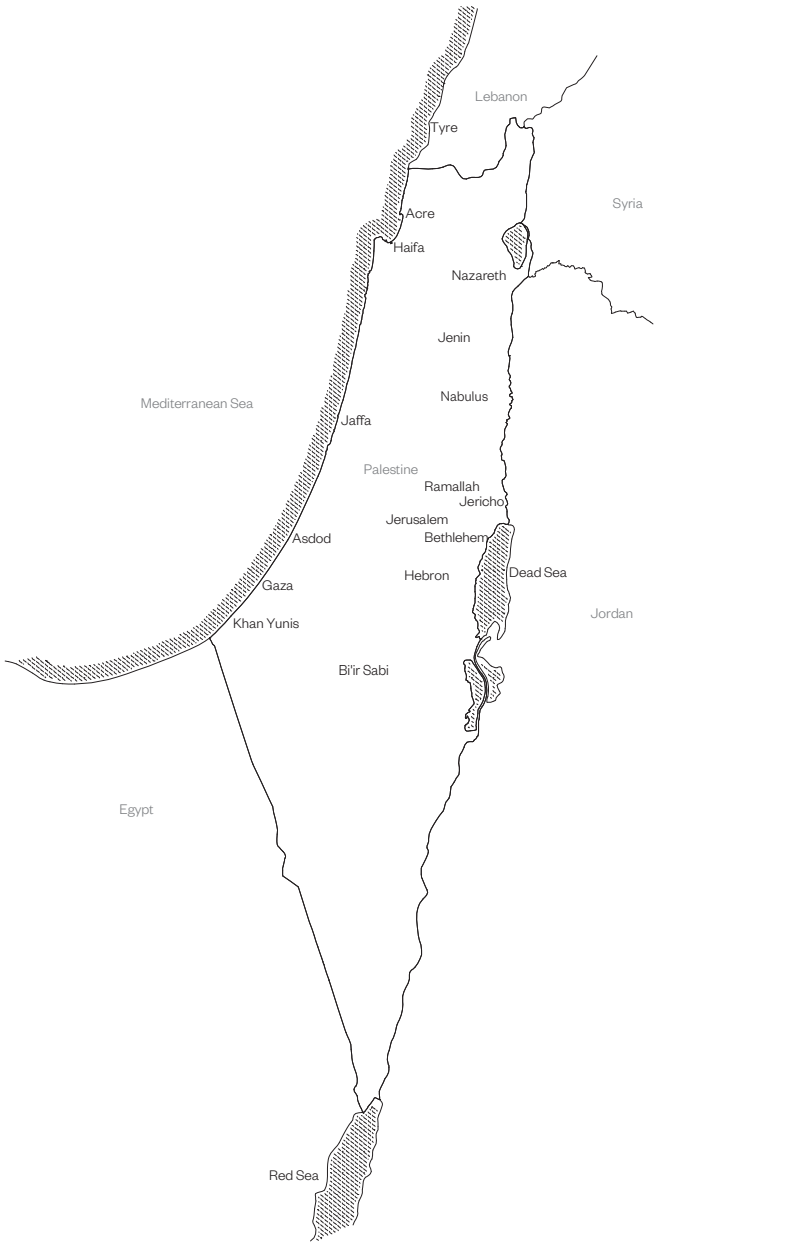 Lebanon
Tyre
Syria
Acre
Haifa
Nazareth
Jenin
Nabulus
Mediterranean Sea
Jaffa
Palestine
Ramallah
Jericho
Jerusalem
Bethlehem
Asdod
Dead Sea
Hebron
Gaza
Jordan
Khan Yunis
Bi'ir Sabi
Egypt
Red Sea